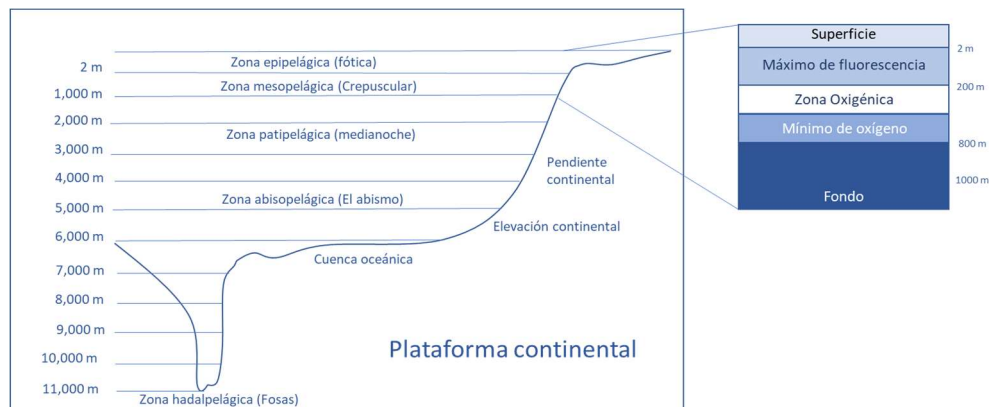 Zona epipelágica (fótica)
2 m
Zona mesopelágica (Crepuscular)
1,000 m
2,000 m
Zona patipelágica (medianoche)
3,000 m
Pendiente
continental
4,000 m
Zona abisopelágica (El abismo)
5,000 m
Elevación continental
6,000 m
Cuenca oceánica
7,000 m
8,000 m
9,000 m
Plataforma continental
10,000 m
11,000 m
Zona hadalpelágica (Fosas)
Superficie
2 m
Máximo de fluorescencia
200 m
Zona Oxigénica
Mínimo de oxígeno
800 m
1000 m
Fondo